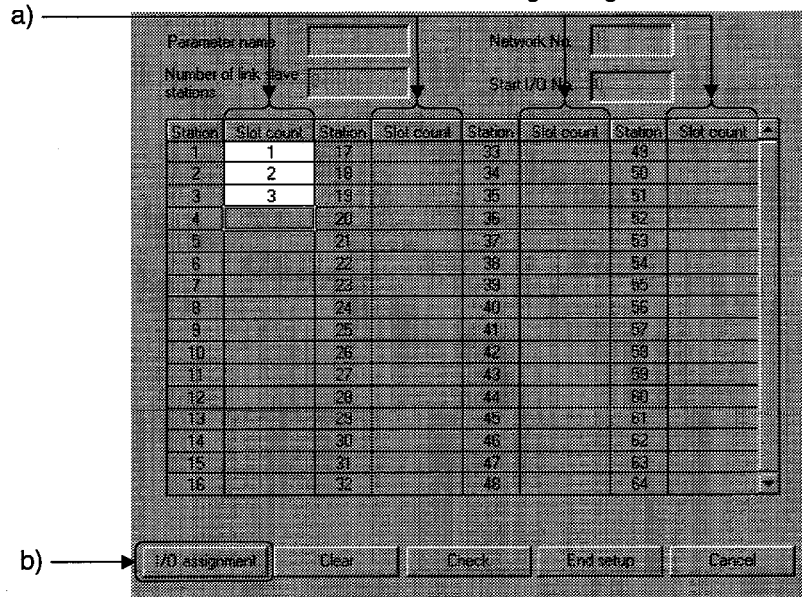 a)
Parameter name Network No.
Number of link slave
stations Start I/O No.
Station Slot count Station Slot count Station Slot count Station Slot count
1 1 17 33 49
2 2 18 34 50
3 3 19 35 51
4 20 36 52
5 21 37 53
6 22 38 54
7 23 39 55
8 24 40 56
9 25 41 57
10 26 42 58
11 27 43 59
12 28 44 60
13 29 45 61
14 30 46 62
15 31 47 63
16 32 48 64
b) I/O assignment Clear Check End setup Cancel